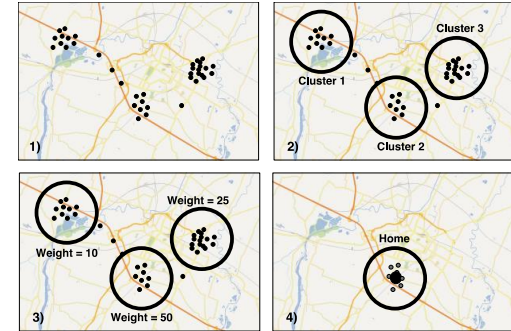 1)
Cluster 3
Cluster 1
Cluster 2
2)
Weight = 25
Weight = 10
Weight = 50
3)
Home
4)